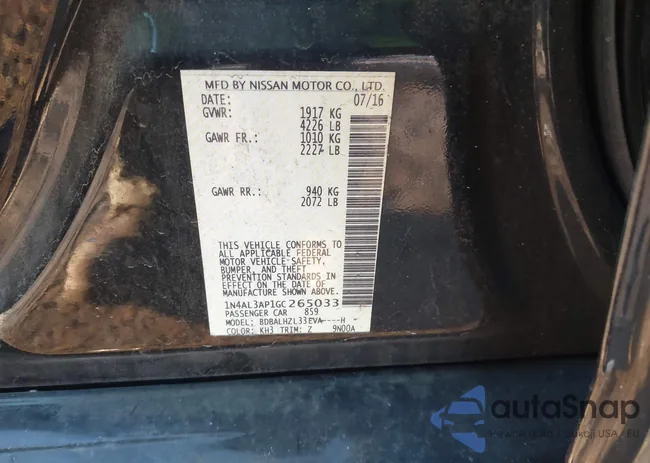 MFD BY NISSAN MOTOR CO., LTD.
DATE: 07/16
GVWR: 1917 KG
4226 LB
GAWR FR.: 1010 KG
2227 LB
GAWR RR.: 940 KG
2072 LB
THIS VEHICLE CONFORMS TO
ALL APPLICABLE FEDERAL
MOTOR VEHICLE SAFETY,
BUMPER, AND THEFT
PREVENTION STANDARDS IN
EFFECT ON THE DATE OF
MANUFACTURE SHOWN ABOVE.
1N4AL3AP1GC265033
PASSENGER CAR 859
MODEL: BDBALHZL33EVA----H
COLOR: KH3 TRIM: Z 9N00A
autoSnap
USA / EU